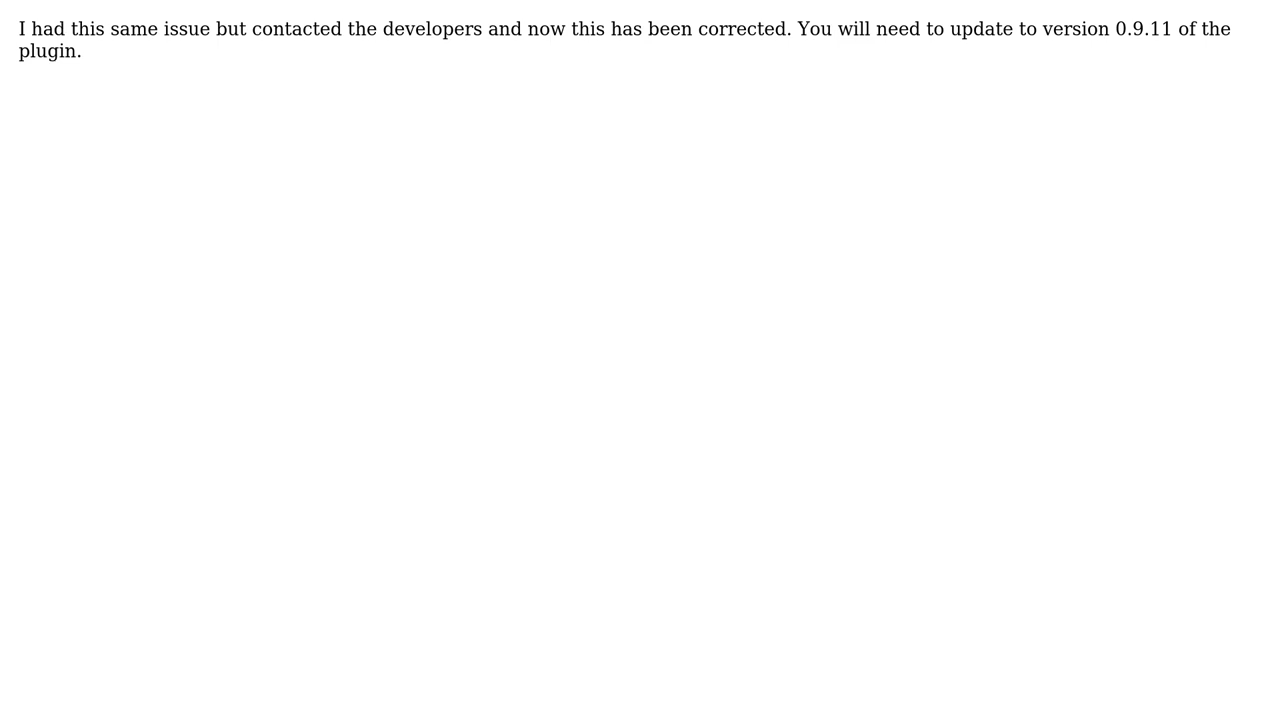 I had this same issue but contacted the developers and now this has been corrected. You will need to update to version 0.9.11 of the
plugin.